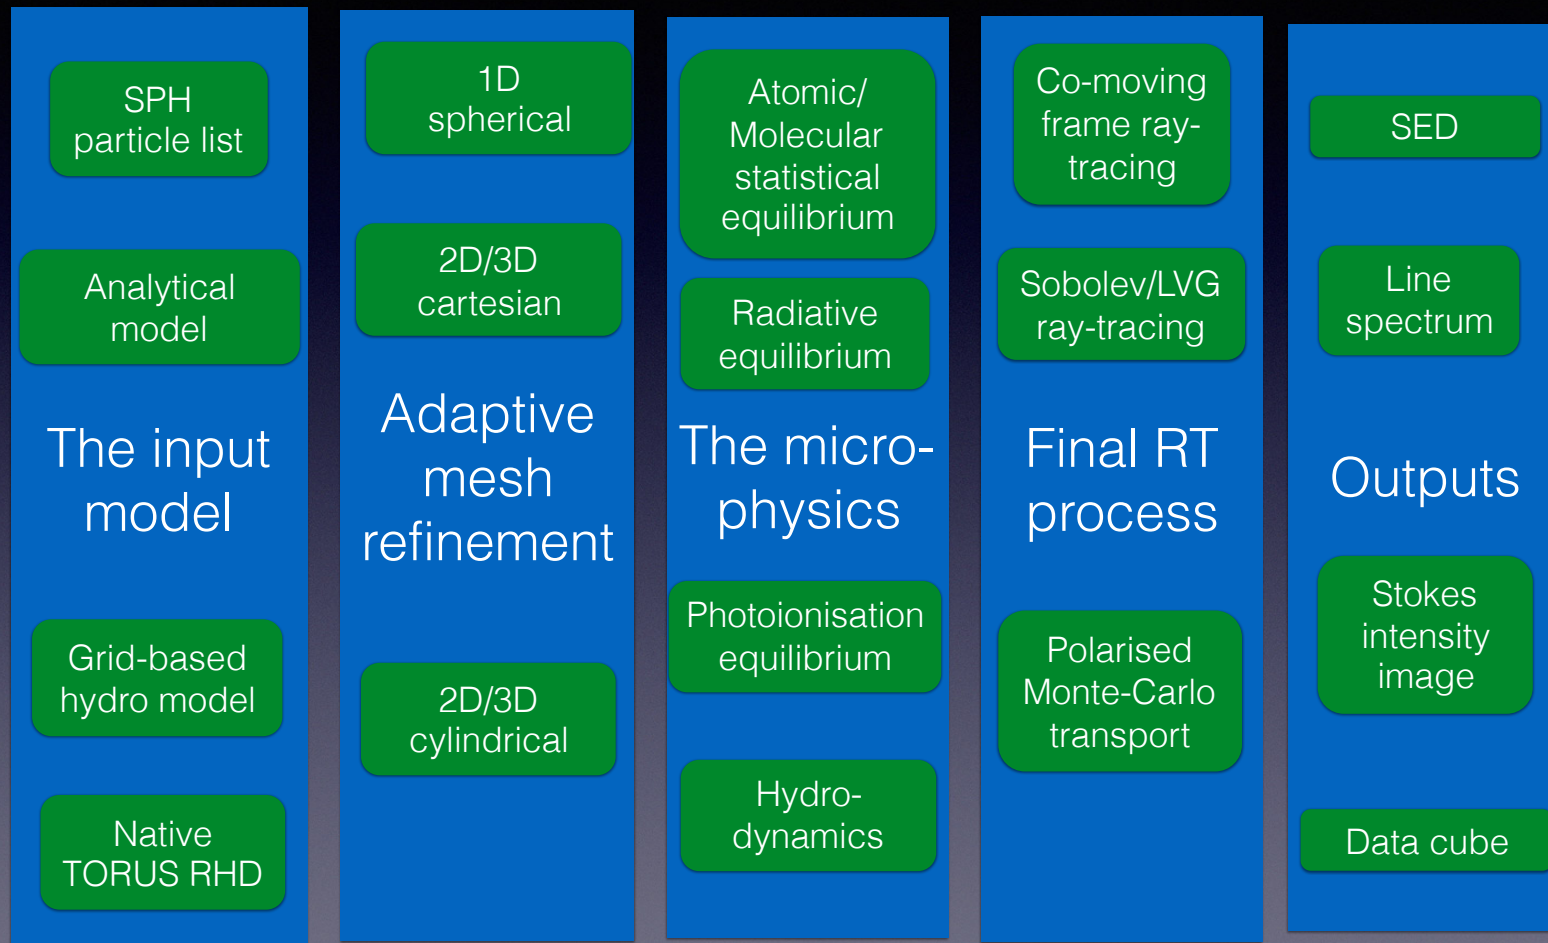 SPH
particle list
Analytical
model
The input
model
Grid-based
hydro model
Native
TORUS RHD
1D
spherical
2D/3D
cartesian
Adaptive
mesh
refinement
2D/3D
cylindrical
Atomic/
Molecular
statistical
equilibrium
Radiative
equilibrium
The micro-
physics
Photoionisation
equilibrium
Hydro-
dynamics
Co-moving
frame ray-
tracing
Sobolev/LVG
ray-tracing
Final RT
process
Polarised
Monte-Carlo
transport
SED
Line
spectrum
Outputs
Stokes
intensity
image
Data cube